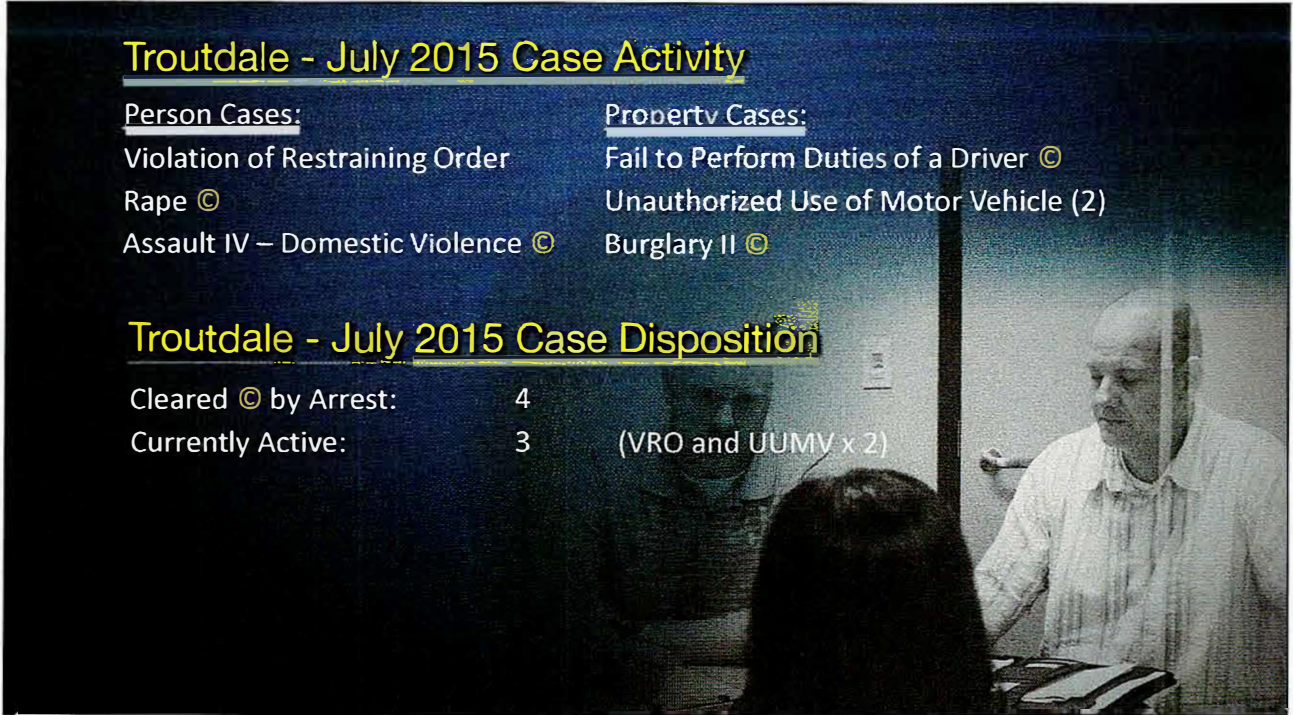 Troutdale - July 2015 Case Activity
Person Cases:
Violation of Restraining Order
Rape ©
Assault IV – Domestic Violence ©
Property Cases:
Fail to Perform Duties of a Driver ©
Unauthorized Use of Motor Vehicle (2)
Burglary II ©
Troutdale - July 2015 Case Disposition
Cleared © by Arrest: 4
Currently Active: 3 (VRO and UUMV x 2)